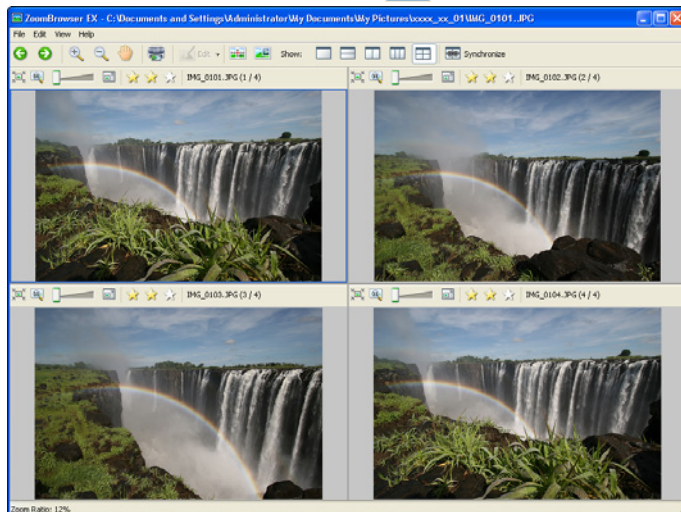 ZoomBrowser EX - C:\Documents and Settings\Administrator\My Documents\My Pictures\xxxx_xx_01\IMG_0101.JPG
File Edit View Help
Edit Show: Synchronize
IMG_0101.JPG (1 / 4)
IMG_0102.JPG (2 / 4)
IMG_0103.JPG (3 / 4)
IMG_0104.JPG (4 / 4)
Zoom Ratio: 12%